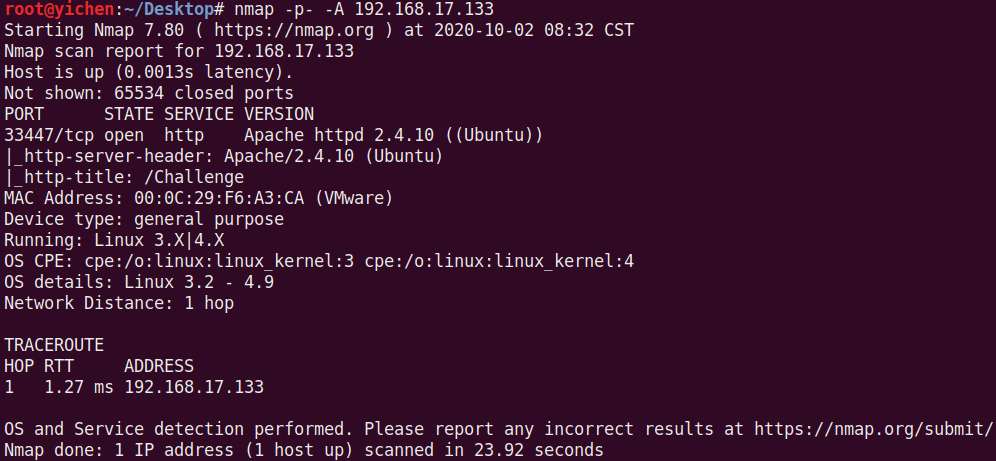 root@yichen:~/Desktop# nmap -p- -A 192.168.17.133
Starting Nmap 7.80 ( https://nmap.org ) at 2020-10-02 08:32 CST
Nmap scan report for 192.168.17.133
Host is up (0.0013s latency).
Not shown: 65534 closed ports
PORT      STATE SERVICE VERSION
33447/tcp open  http    Apache httpd 2.4.10 ((Ubuntu))
|_http-server-header: Apache/2.4.10 (Ubuntu)
|_http-title: /Challenge
MAC Address: 00:0C:29:F6:A3:CA (VMware)
Device type: general purpose
Running: Linux 3.X|4.X
OS CPE: cpe:/o:linux:linux_kernel:3 cpe:/o:linux:linux_kernel:4
OS details: Linux 3.2 - 4.9
Network Distance: 1 hop
TRACEROUTE
HOP RTT     ADDRESS
1   1.27 ms 192.168.17.133
OS and Service detection performed. Please report any incorrect results at https://nmap.org/submit/
Nmap done: 1 IP address (1 host up) scanned in 23.92 seconds